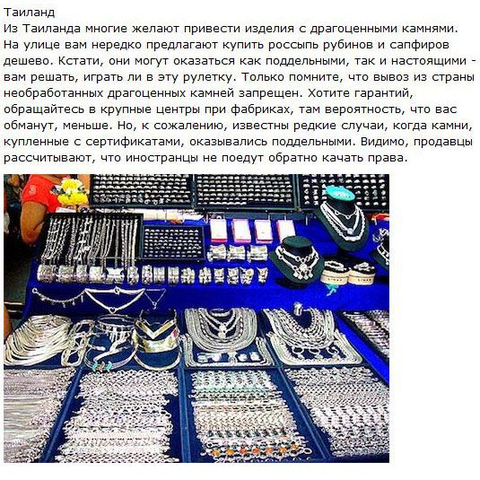 Таиланд
Из Таиланда многие желают привести изделия с драгоценными камнями.
На улице вам нередко предлагают купить россыпь рубинов и сапфиров
дешево. Кстати, они могут оказаться как поддельными, так и настоящими -
вам решать, играть ли в эту рулетку. Только помните, что вывоз из страны
необработанных драгоценных камней запрещен. Хотите гарантий,
обращайтесь в крупные центры при фабриках, там вероятность, что вас
обманут, меньше. Но, к сожалению, известны редкие случаи, когда камни,
купленные с сертификатами, оказывались поддельными. Видимо, продавцы
рассчитывают, что иностранцы не поедут обратно качать права.